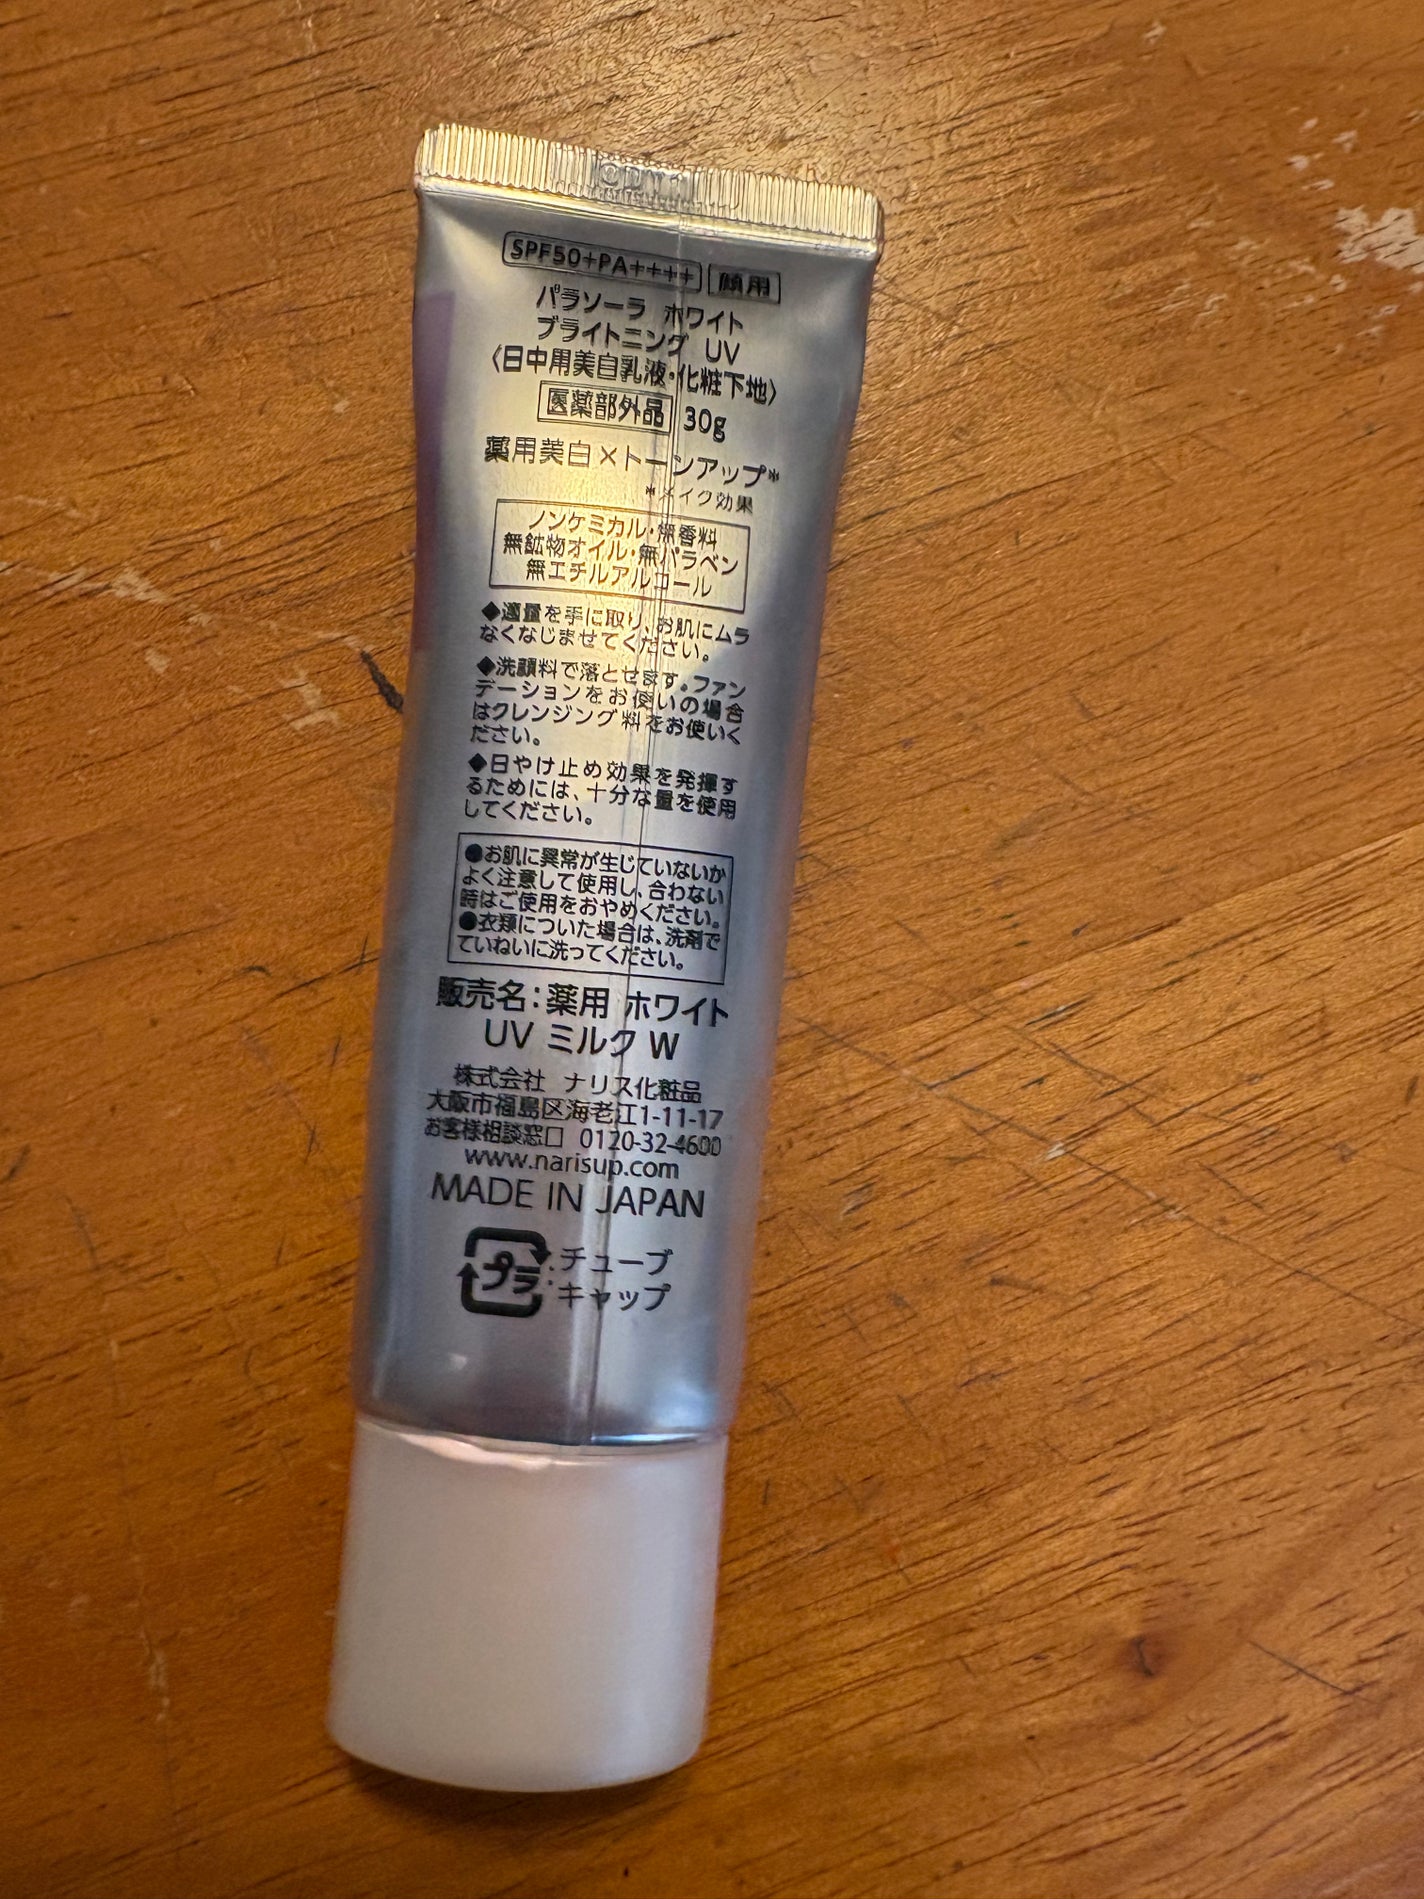 SPF50+PA++++ 顔用
パラソーラ ホワイト
ブライトニング UV
〈日中用美白乳液・化粧下地〉
医薬部外品 30g
薬用美白×トーンアップ*
*メイク効果
ノンケミカル・無香料
無鉱物オイル・無パラベン
無エチルアルコール
◆適量を手に取り、お肌にムラ
なくなじませてください。
◆洗顔料で落とせます。ファン
デーションをお使いの場合
はクレンジング料をお使いく
ださい。
◆日やけ止め効果を発揮す
るためには、十分な量を使用
してください。
●お肌に異常が生じていないか
よく注意して使用し、合わない
時はご使用をおやめください。
●衣類についた場合は、洗剤で
ていねいに洗ってください。
販売名：薬用 ホワイト
UV ミルク W
株式会社 ナリス化粧品
大阪市福島区海老江1-11-17
お客様相談窓口 0120-32-4600
www.narisup.com
MADE IN JAPAN
プラ
:チューブ
:キャップ